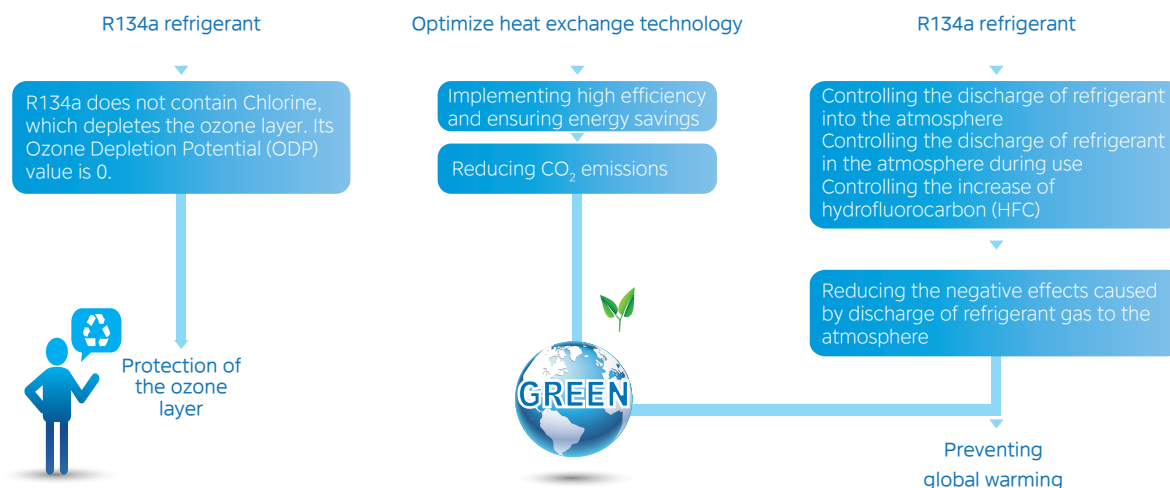 R134a refrigerant
R134a does not contain Chlorine,
which depletes the ozone layer. Its
Ozone Depletion Potential (ODP)
value is 0.
Protection of
the ozone
layer
Optimize heat exchange technology
Implementing high efficiency
and ensuring energy savings
Reducing CO₂ emissions
GREEN
R134a refrigerant
Controlling the discharge of refrigerant
into the atmosphere
Controlling the discharge of refrigerant
in the atmosphere during use
Controlling the increase of
hydrofluorocarbon (HFC)
Reducing the negative effects caused
by discharge of refrigerant gas to the
atmosphere
Preventing
global warming